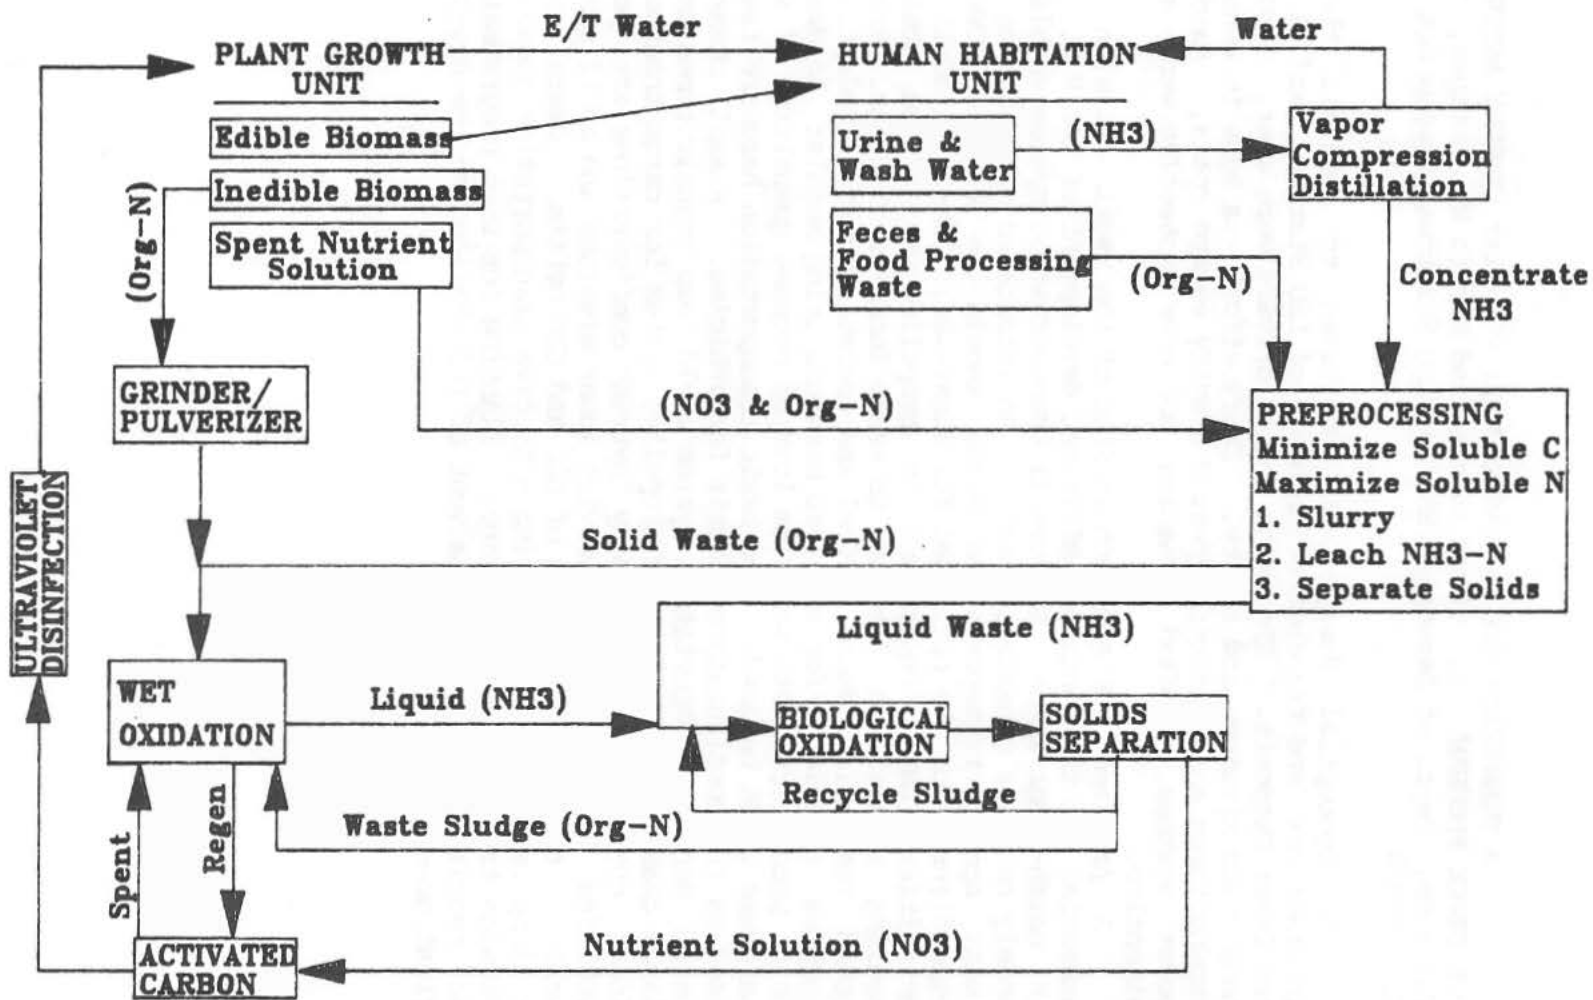 E/T Water
Water
PLANT GROWTH
UNIT
HUMAN HABITATION
UNIT
Edible Biomass
Inedible Biomass
Spent Nutrient
Solution
Urine &
Wash Water
(NH3)
Vapor
Compression
Distillation
Feces &
Food Processing
Waste
(Org-N)
Concentrate
NH3
(Org-N)
GRINDER/
PULVERIZER
(NO3 & Org-N)
PREPROCESSING
Minimize Soluble C
Maximize Soluble N
1. Slurry
2. Leach NH3-N
3. Separate Solids
Solid Waste (Org-N)
Liquid Waste (NH3)
ULTRAVIOLET
DISINFECTION
WET
OXIDATION
Liquid (NH3)
BIOLOGICAL
OXIDATION
SOLIDS
SEPARATION
Recycle Sludge
Waste Sludge (Org-N)
Spent
Regen
ACTIVATED
CARBON
Nutrient Solution (NO3)